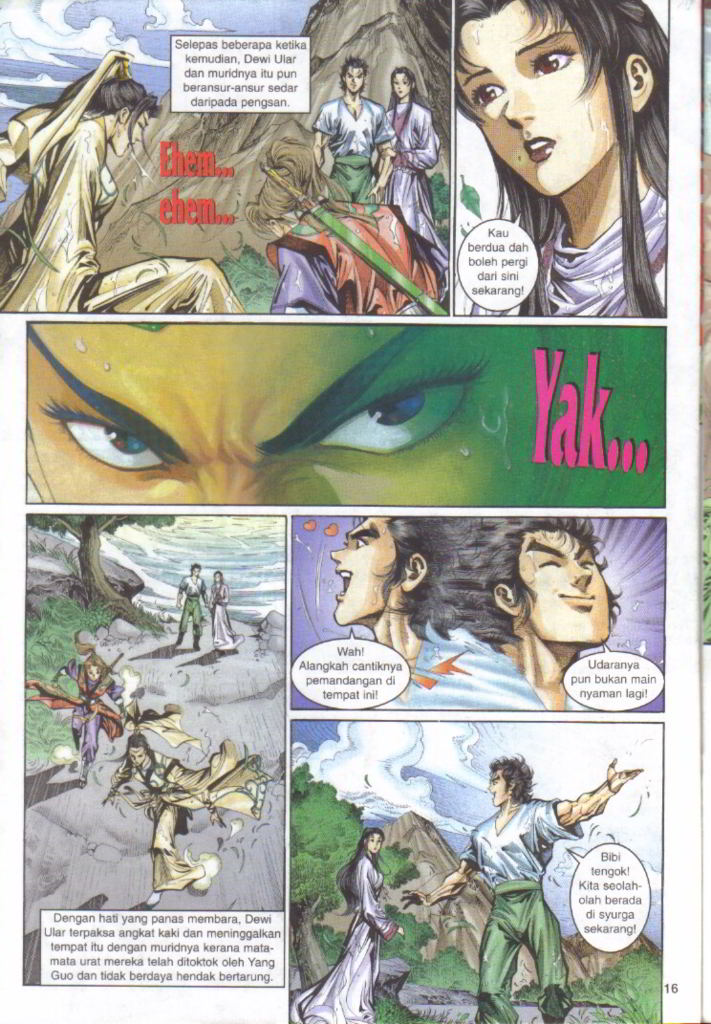 Selepas beberapa ketika
kemudian, Dewi Ular
dan muridnya itu pun
beransur-ansur sedar
daripada pengsan.
Ehem...
ehem...
Kau
berdua dah
boleh pergi
dari sini
sekarang!
Yak...
Wah!
Alangkah cantiknya
pemandangan di
tempat ini!
Udaranya
pun bukan main
nyaman lagi!
Dengan hati yang panas membara, Dewi
Ular terpaksa angkat kaki dan meninggalkan
tempat itu dengan muridnya kerana mata-
mata urat mereka telah ditoktok oleh Yang
Guo dan tidak berdaya hendak bertarung.
Bibi
tengok!
Kita seolah-
olah berada
di syurga
sekarang!
16